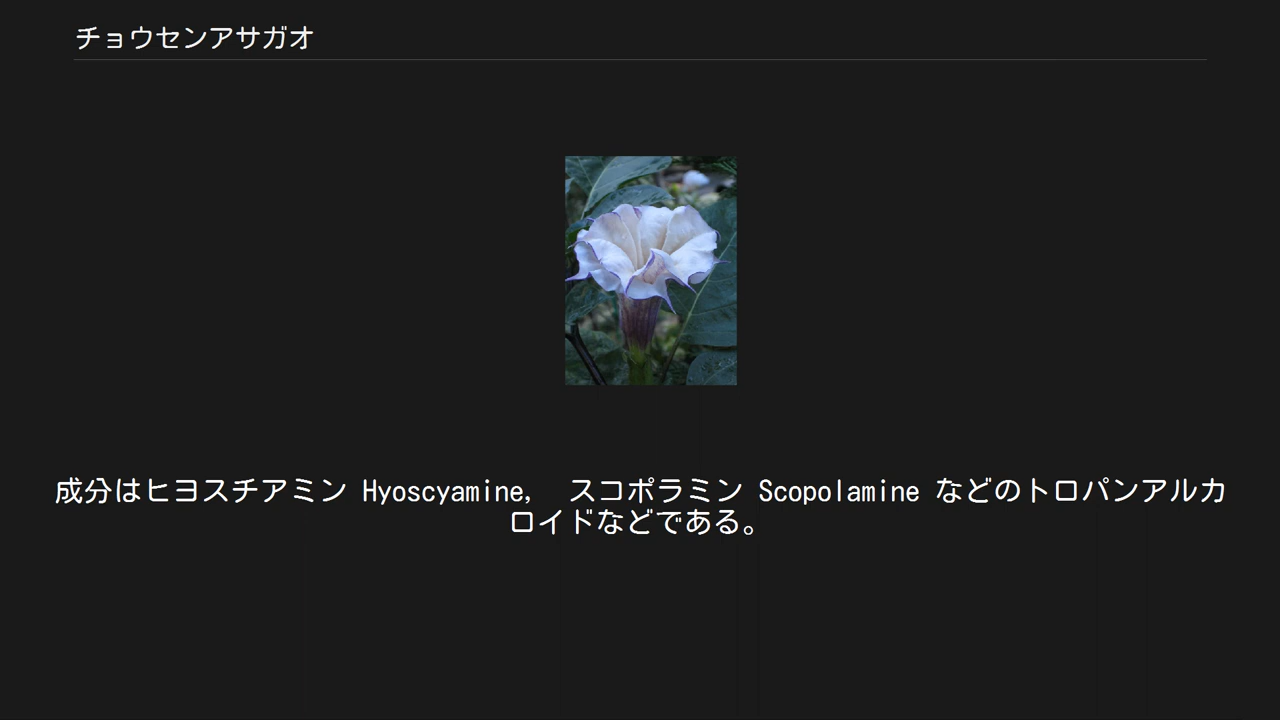 チョウセンアサガオ
成分はヒヨスチアミン Hyoscyamine,　スコポラミン Scopolamine などのトロパンアルカ
ロイドなどである。